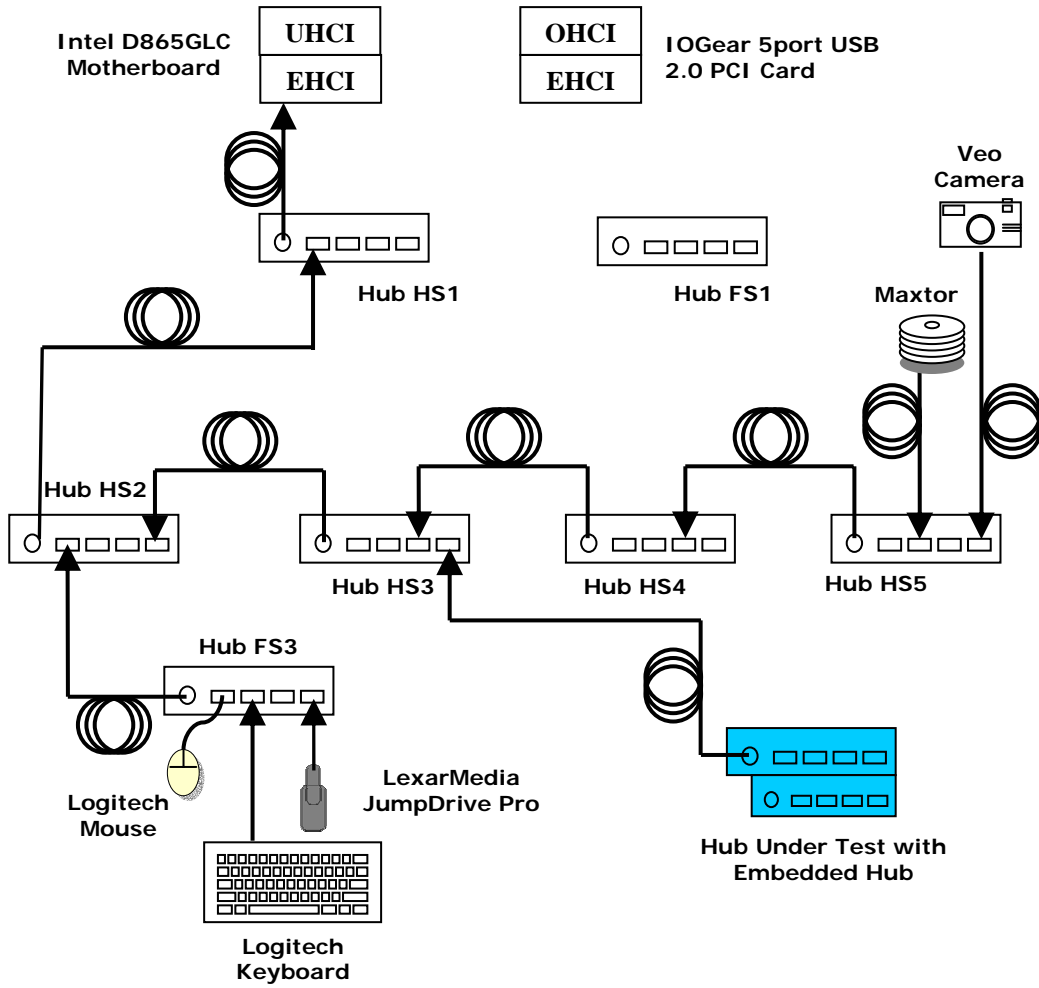 Intel D865GLC
Motherboard
UHCI
EHCI
OHCI
EHCI
IOGear 5port USB
2.0 PCI Card
Veo
Camera
Hub HS1
Hub FS1
Maxtor
Hub HS2
Hub HS3
Hub HS4
Hub HS5
Hub FS3
Logitech
Mouse
LexarMedia
JumpDrive Pro
Hub Under Test with
Embedded Hub
Logitech
Keyboard